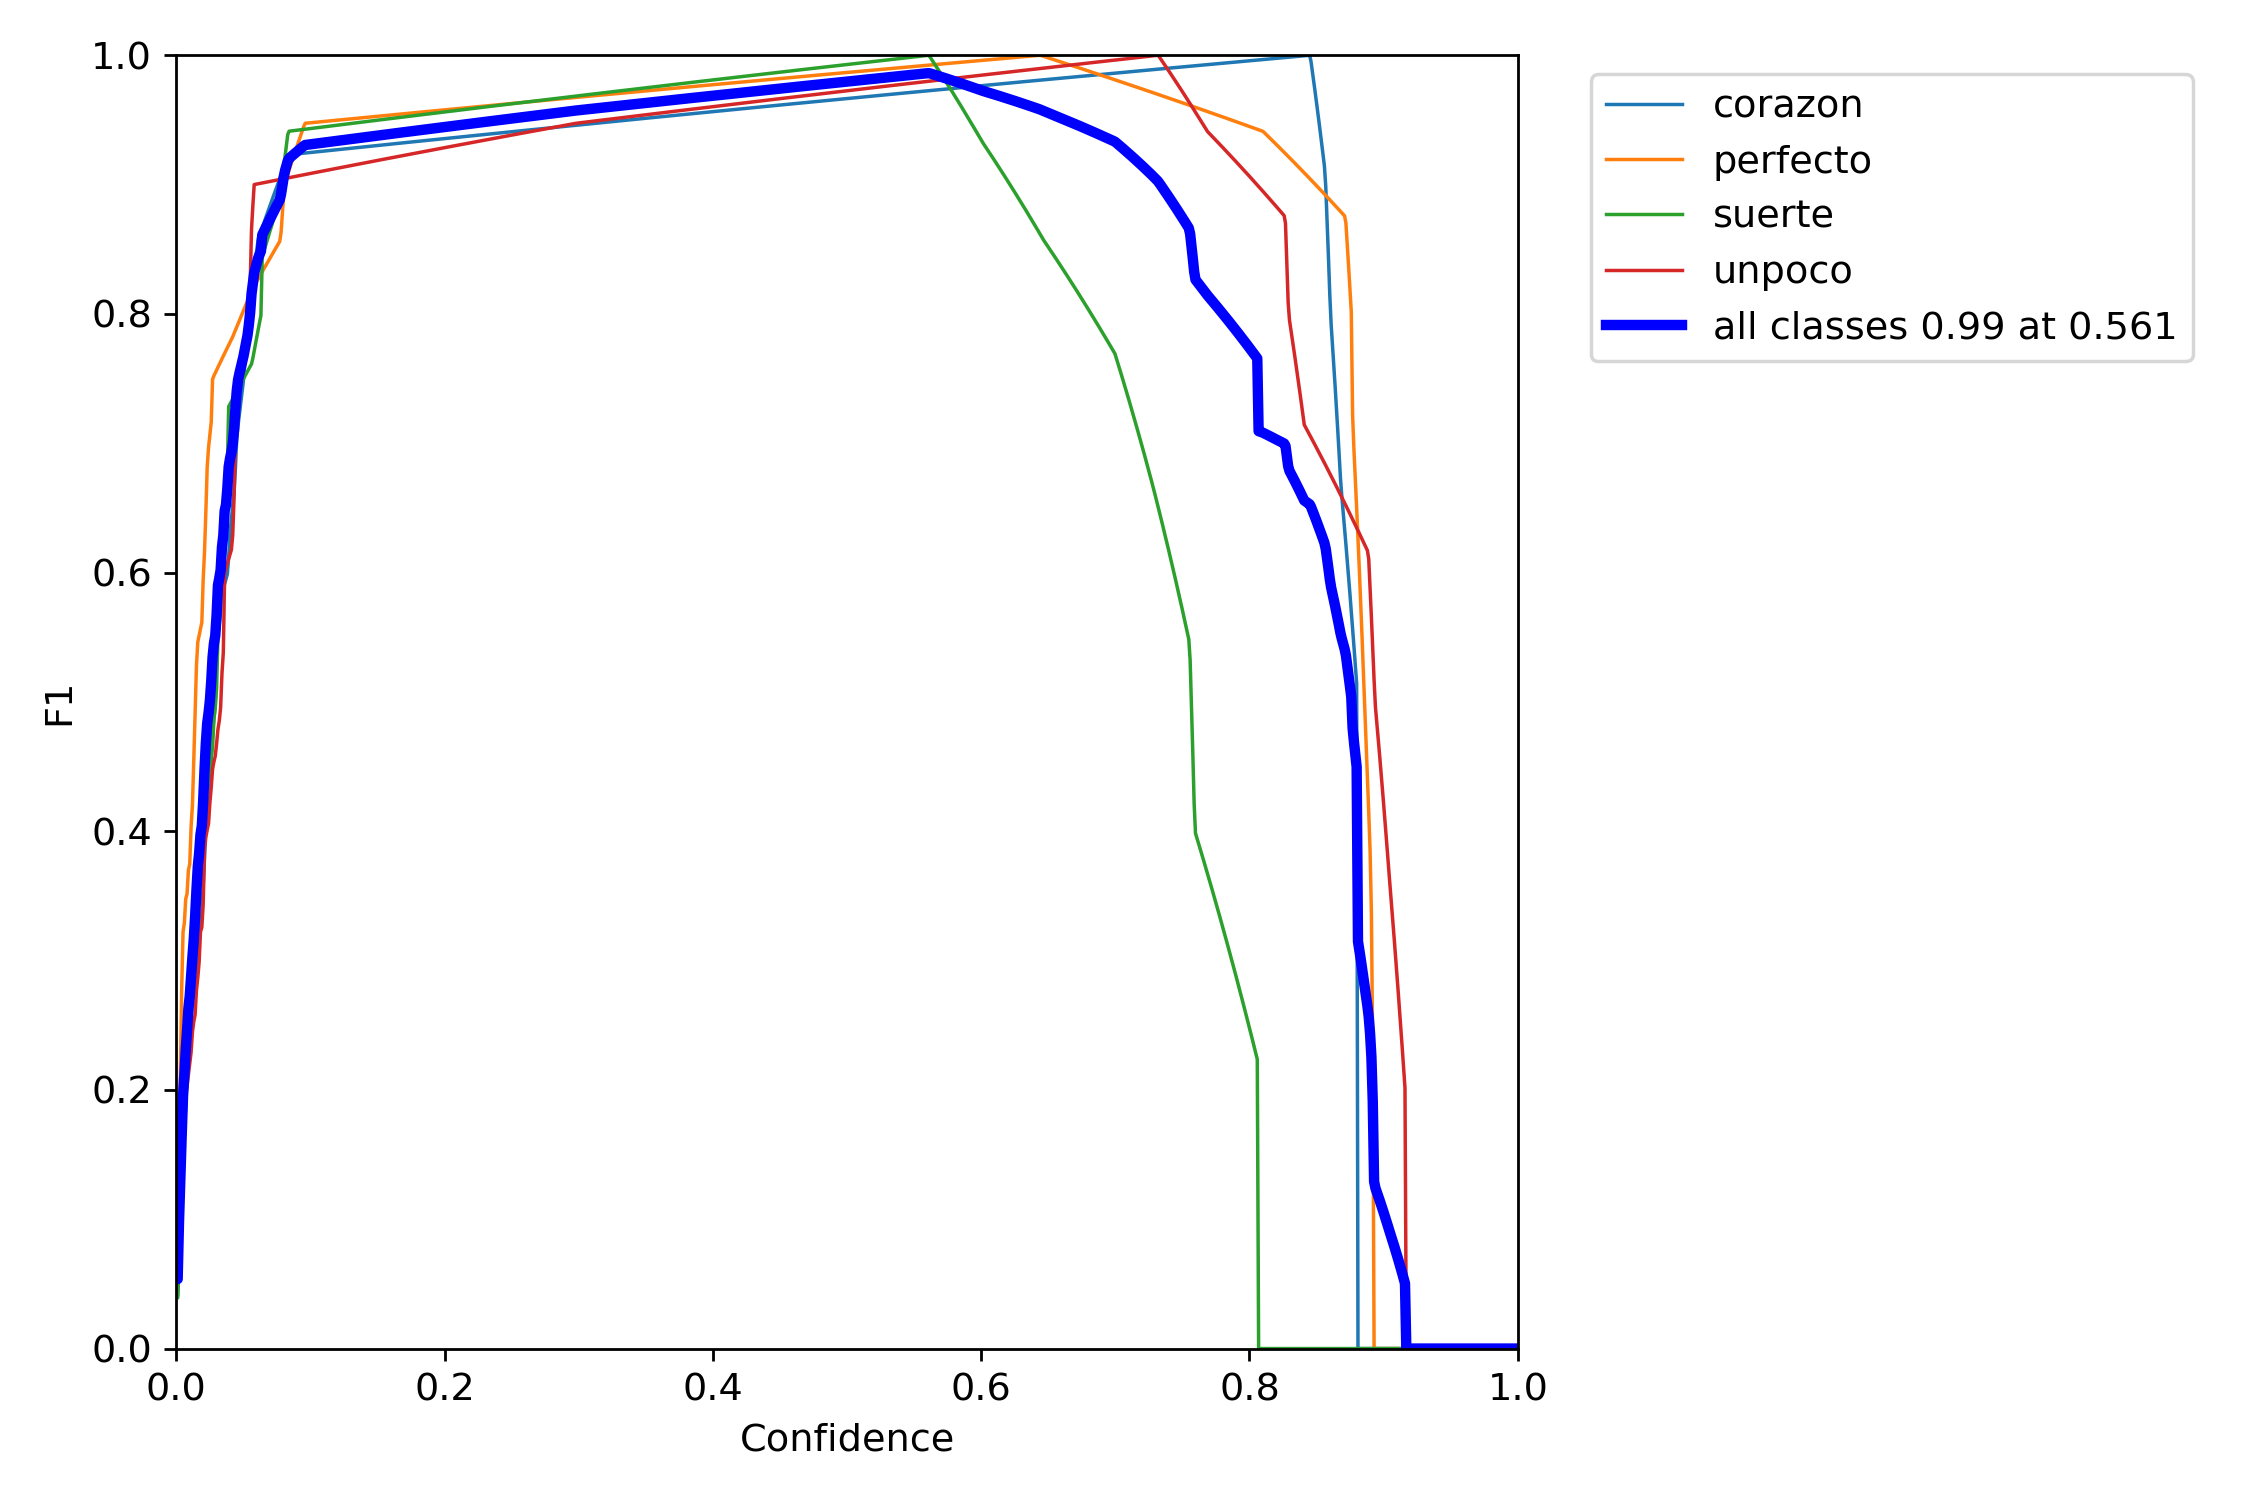 1.0
0.8
0.6
0.4
0.2
0.0
F1
0.0 0.2 0.4 0.6 0.8 1.0
Confidence
corazon
perfecto
suerte
unpoco
all classes 0.99 at 0.561